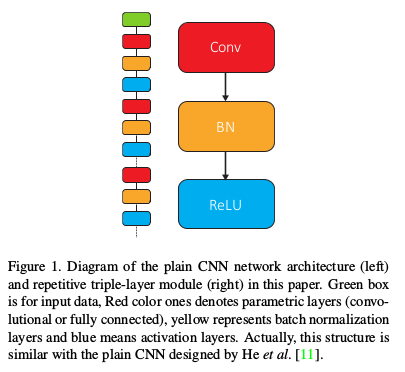 Conv
BN
ReLU
Figure 1. Diagram of the plain CNN network architecture (left)
and repetitive triple-layer module (right) in this paper. Green box
is for input data, Red color ones denotes parametric layers (convo-
lutional or fully connected), yellow represents batch normalization
layers and blue means activation layers. Actually, this structure is
similar with the plain CNN designed by He et al. [11].